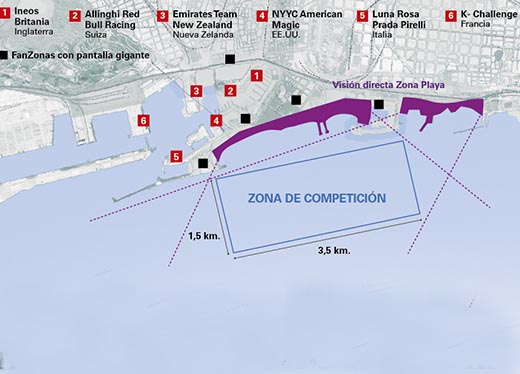 1 Ineos
Britania
Inglaterra
2 Allinghi Red
Bull Racing
Suiza
3 Emirates Team
New Zealand
Nueva Zelanda
4 NYYC American
Magic
EE.UU.
5 Luna Rosa
Prada Pirelli
Italia
6 K- Challenge
Francia
FanZonas con pantalla gigante
Visión directa Zona Playa
1
3
2
6
4
5
ZONA DE COMPETICIÓN
1,5 km.
3,5 km.